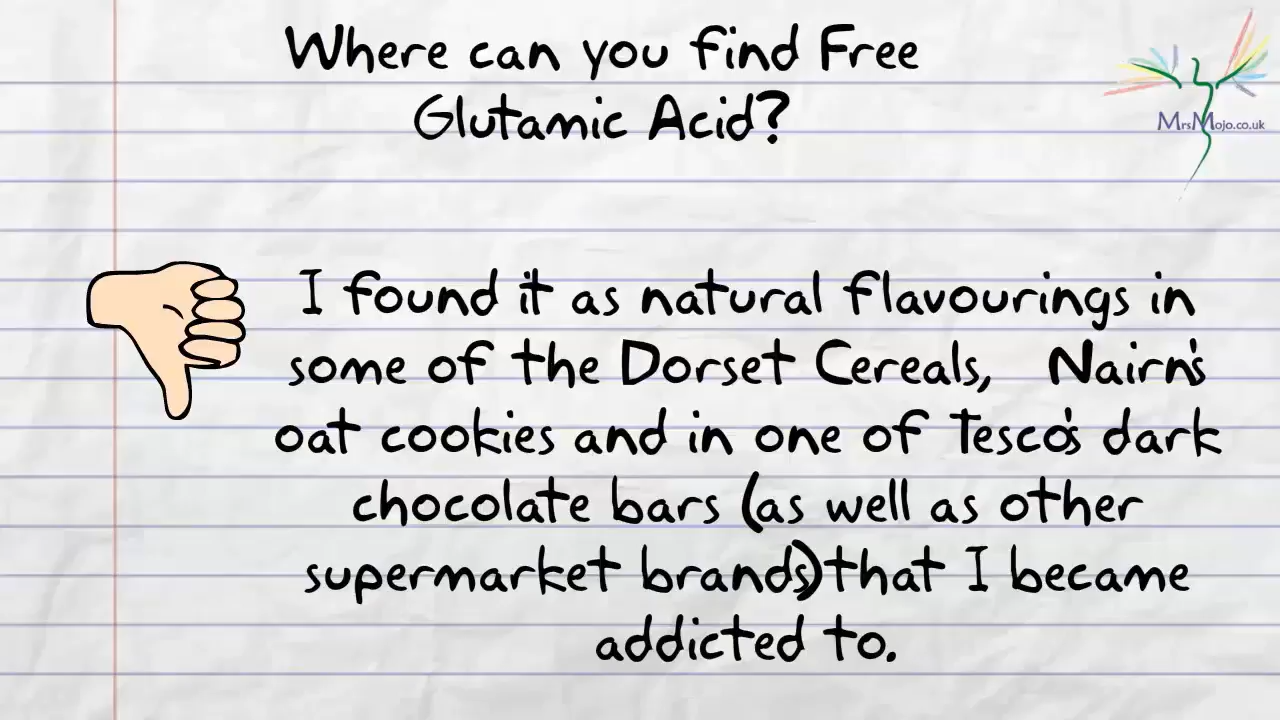 Where can you find Free
Glutamic Acid?
MrsMojo.co.uk
I found it as natural flavourings in
some of the Dorset Cereals, Nairn's
oat cookies and in one of Tesco's dark
chocolate bars (as well as other
supermarket brands)that I became
addicted to.